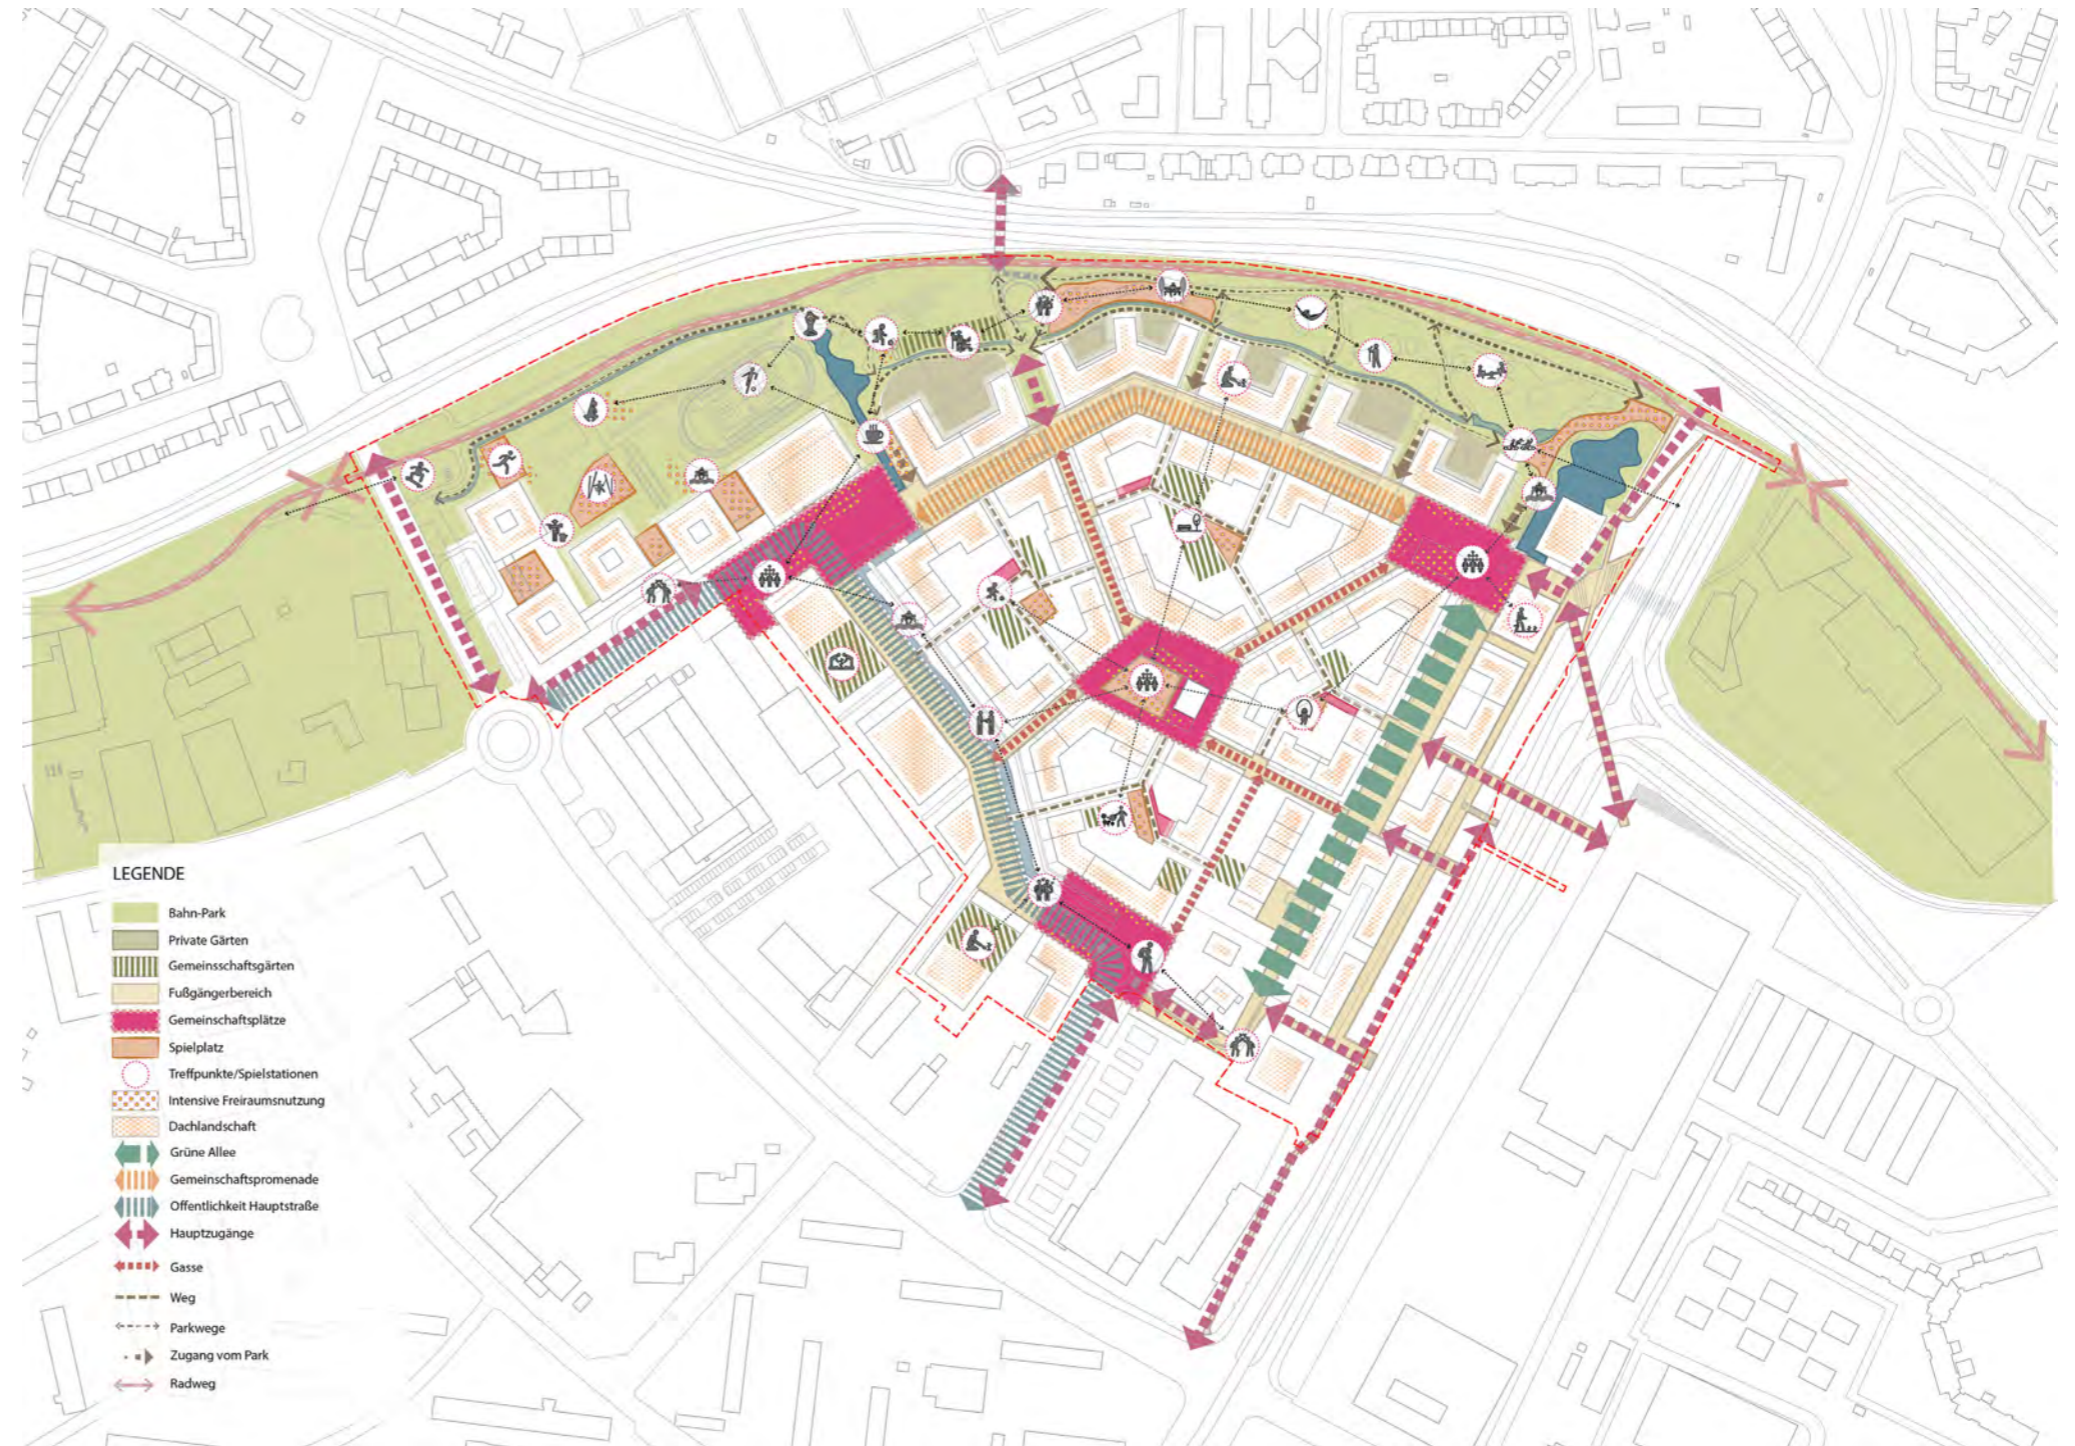 LEGENDE
Bahn-Park
Private Gärten
Gemeinsschaftsgärten
Fußgängerbereich
Gemeinschaftsplätze
Spielplatz
Treffpunkte/Spielstationen
Intensive Freiraumsnutzung
Dachlandschaft
Grüne Allee
Gemeinschaftspromenade
Offentlichkeit Hauptstraße
Hauptzugänge
Gasse
Weg
Parkwege
Zugang vom Park
Radweg